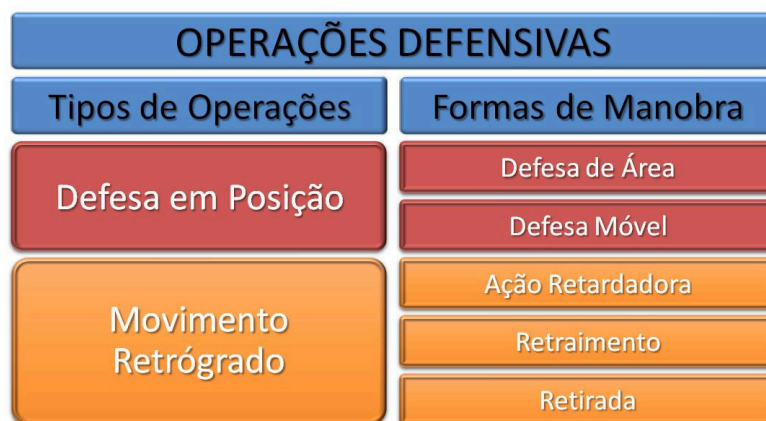 OPERAÇÕES DEFENSIVAS
Tipos de Operações
Formas de Manobra
Defesa em Posição
Defesa de Área
Defesa Móvel
Movimento
Retrógrado
Ação Retardadora
Retraimento
Retirada